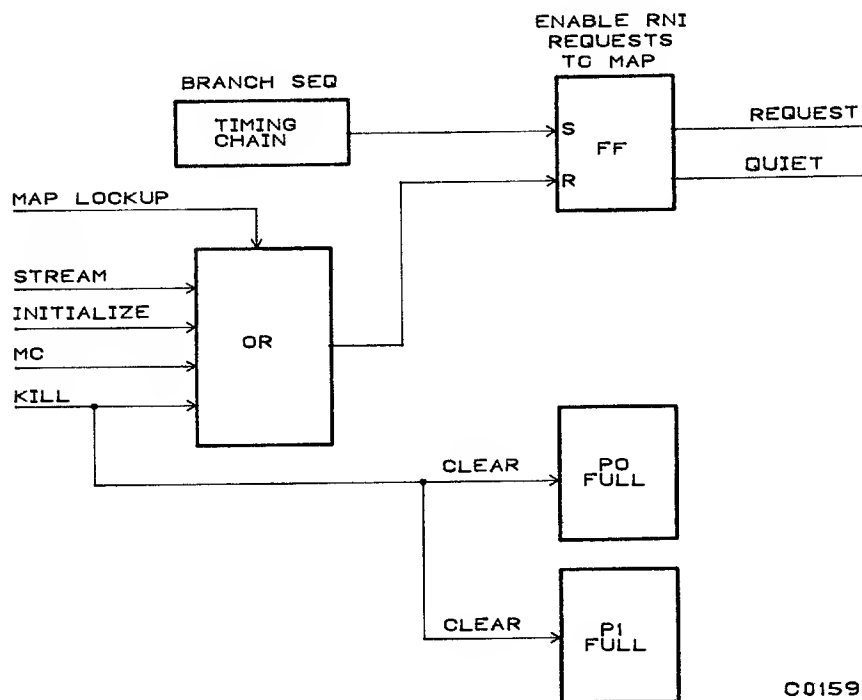 ENABLE RNI
REQUESTS
TO MAP
BRANCH SEQ
TIMING
CHAIN
S
FF
R
REQUEST
QUIET
MAP LOCKUP
STREAM
INITIALIZE
MC
KILL
OR
CLEAR
P0
FULL
CLEAR
P1
FULL
C0159